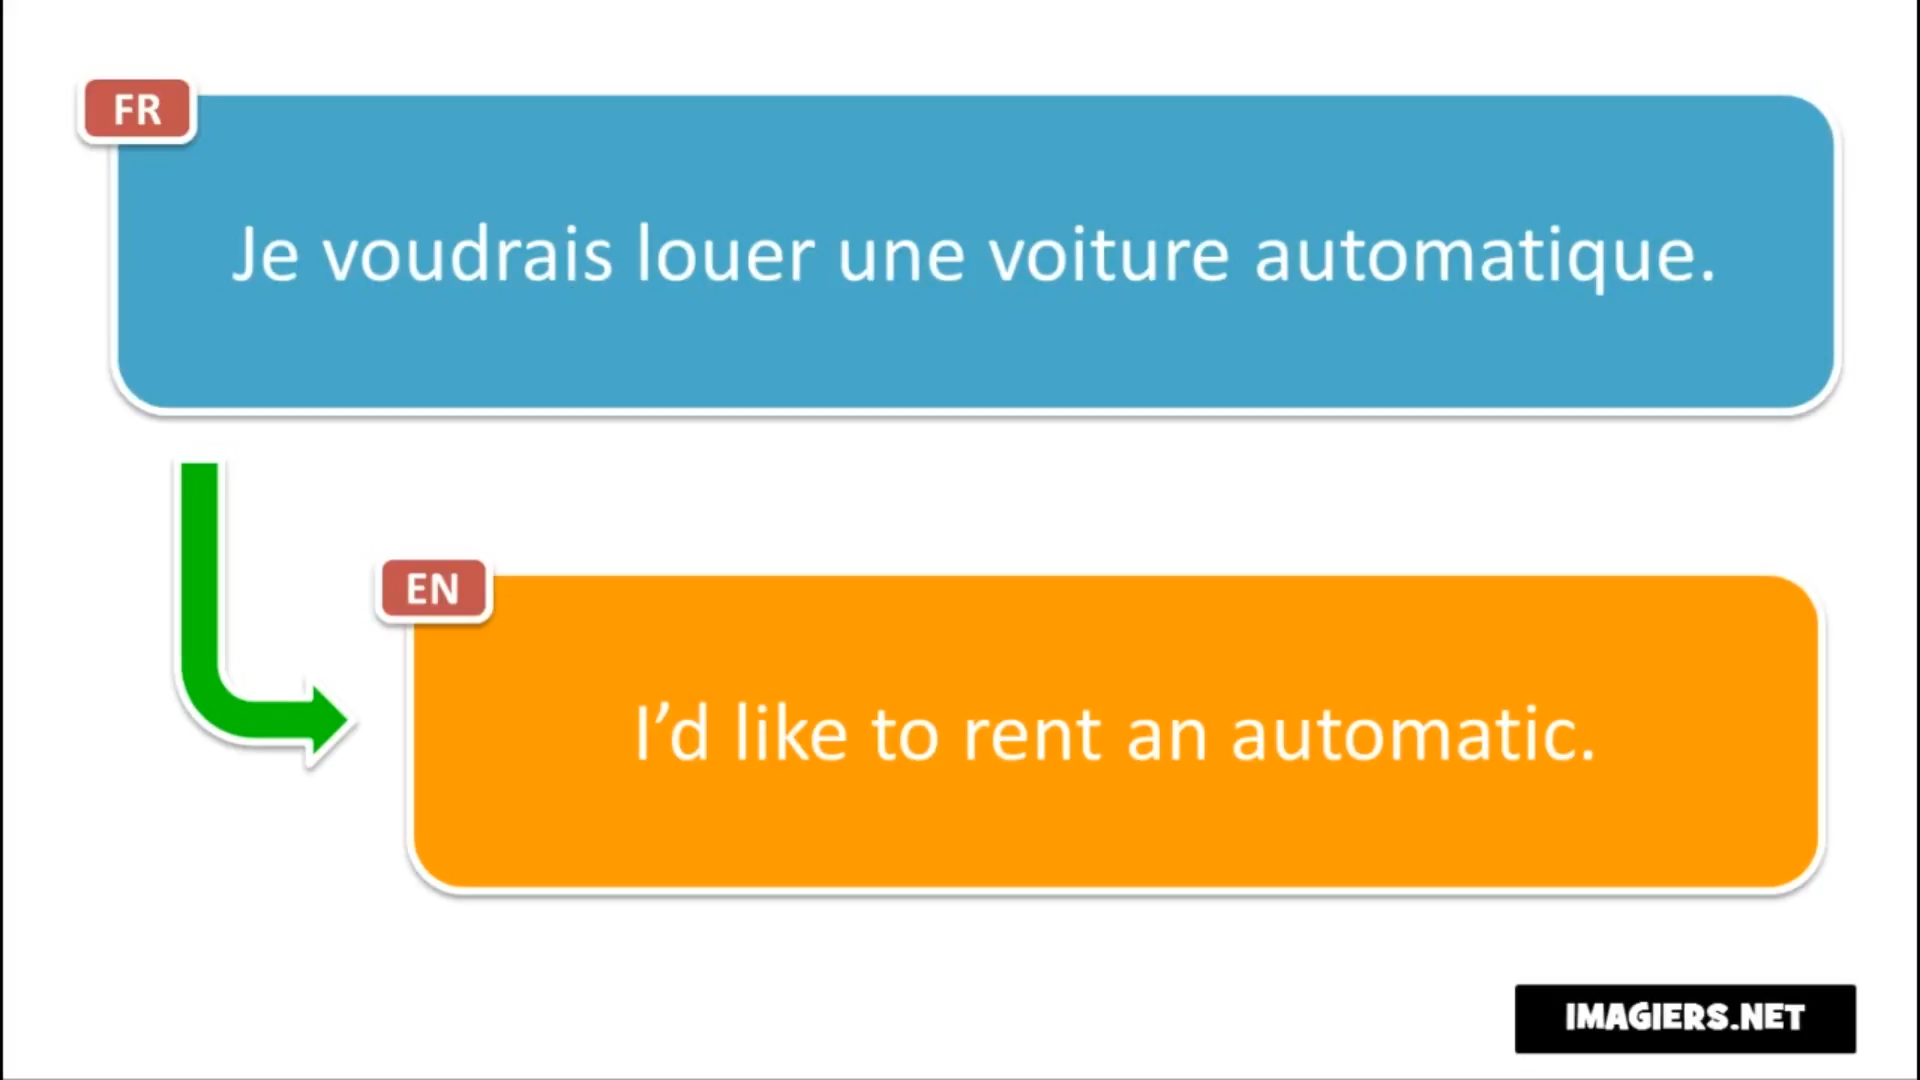 FR
Je voudrais louer une voiture automatique.
EN
I’d like to rent an automatic.
IMAGIERS.NET